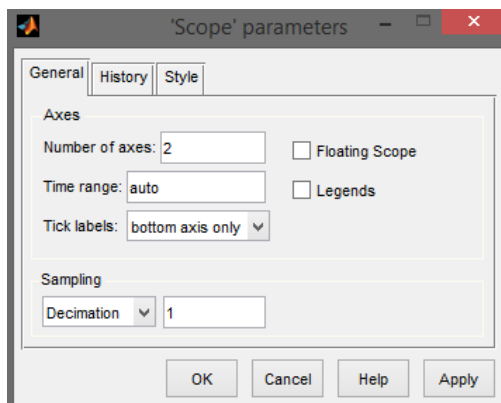 'Scope' parameters
General History Style
Axes
Number of axes: 2
Floating Scope
Time range: auto
Legends
Tick labels: bottom axis only
Sampling
Decimation 1
OK Cancel Help Apply